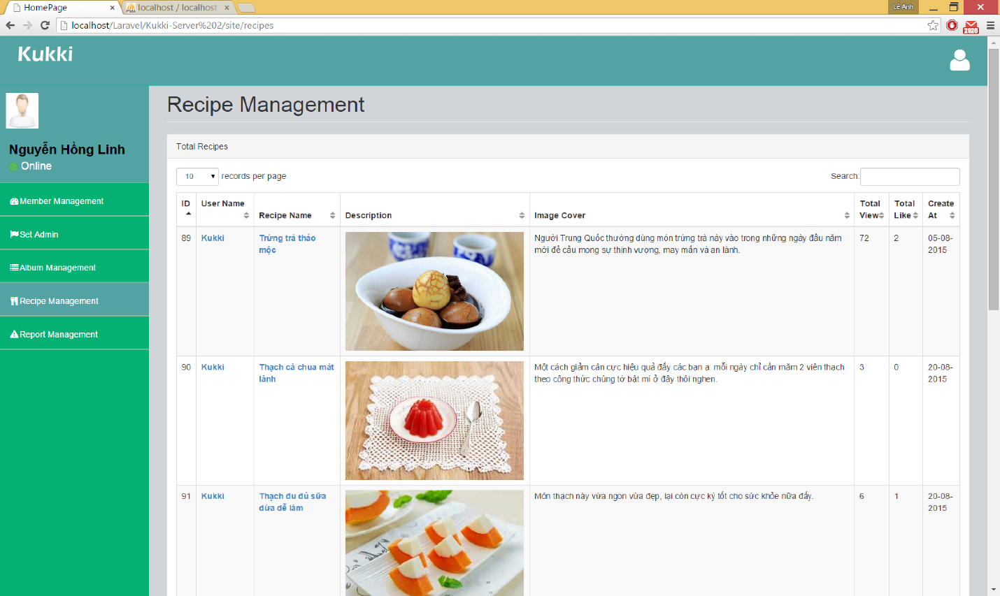 HomePage
localhost / localhost
Lê Anh
localhost/Laravel/Kukki-Server%202/site/recipes
2928
Kukki
Nguyễn Hồng Linh
Online
Member Management
Set Admin
Album Management
Recipe Management
Report Management
Recipe Management
Total Recipes
10 records per page
Search:
ID
User Name
Recipe Name
Description
Image Cover
Total View
Total Like
Create At
89
Kukki
Trứng trà thảo
mộc
Người Trung Quốc thường dùng món trứng trà này vào trong những ngày đầu năm
mới để cầu mong sự thịnh vượng, may mắn và an lành.
72
2
05-08-
2015
90
Kukki
Thạch cà chua mát
lành
Một cách giảm cân cực hiệu quả đấy các bạn ạ: mỗi ngày chỉ cần măm 2 viên thạch
theo công thức chúng tớ bật mí ở đây thôi nghen.
3
0
20-08-
2015
91
Kukki
Thạch đu đủ sữa
dừa dễ làm
Món thạch này vừa ngon vừa đẹp, lại còn cực kỳ tốt cho sức khỏe nữa đấy.
6
1
20-08-
2015